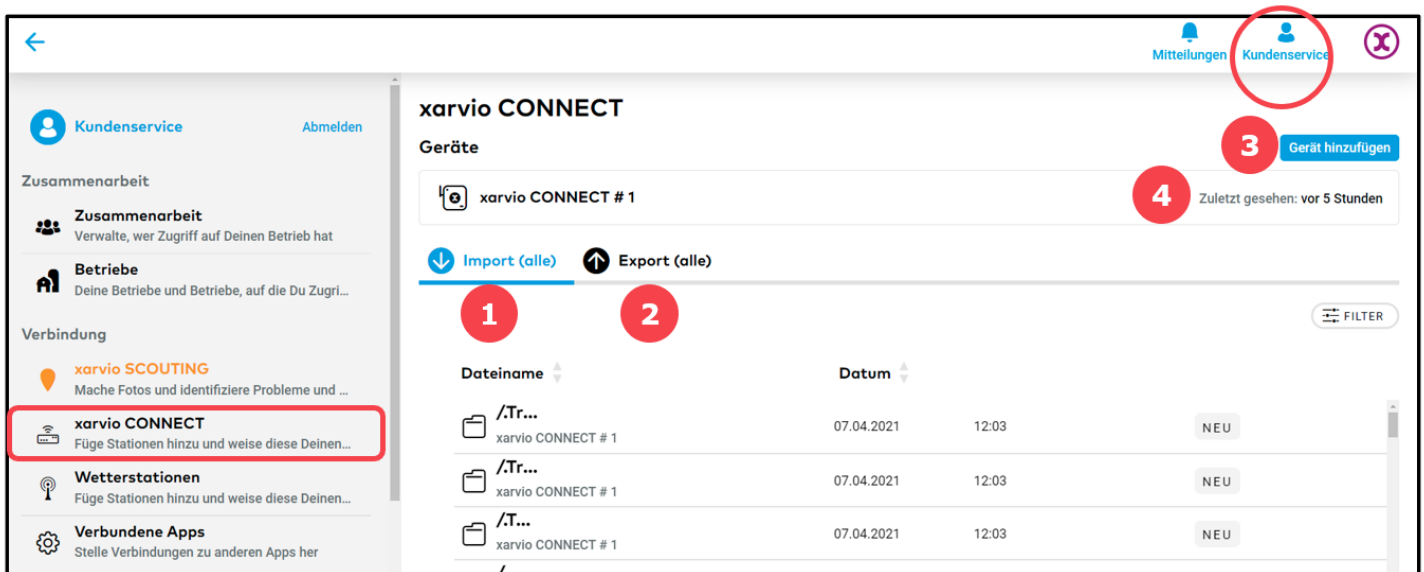 Mitteilungen
Kundenservice
Kundenservice
Abmelden
Zusammenarbeit
Zusammenarbeit
Verwalte, wer Zugriff auf Deinen Betrieb hat
Betriebe
Deine Betriebe und Betriebe, auf die Du Zugri...
Verbindung
xarvio SCOUTING
Mache Fotos und identifiziere Probleme und ...
xarvio CONNECT
Füge Stationen hinzu und weise diese Deinen...
Wetterstationen
Füge Stationen hinzu und weise diese Deinen...
Verbundene Apps
Stelle Verbindungen zu anderen Apps her
xarvio CONNECT
Geräte
3
Gerät hinzufügen
xarvio CONNECT # 1
4
Zuletzt gesehen: vor 5 Stunden
Import (alle)
Export (alle)
1
2
FILTER
Dateiname
Datum
/.Tr...
xarvio CONNECT # 1
07.04.2021
12:03
NEU
/.Tr...
xarvio CONNECT # 1
07.04.2021
12:03
NEU
/.T...
xarvio CONNECT # 1
07.04.2021
12:03
NEU